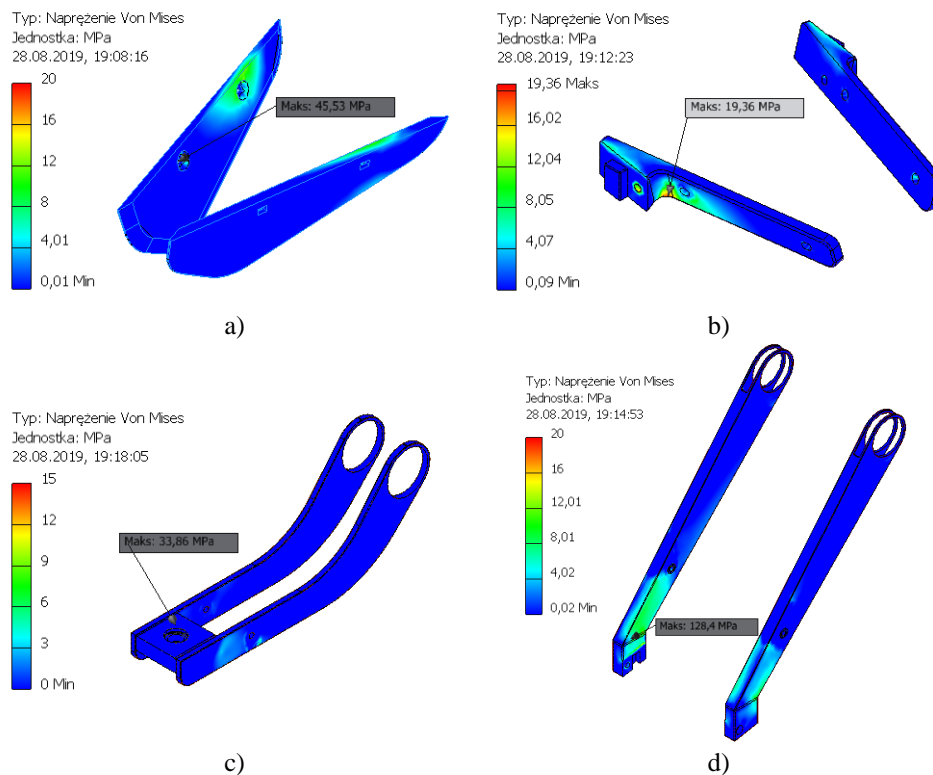 Typ: Naprężenie Von Mises
Jednostka: MPa
28.08.2019, 19:08:16
20
16
12
8
4,01
0,01 Min
Maks: 45,53 MPa
a)
Typ: Naprężenie Von Mises
Jednostka: MPa
28.08.2019, 19:12:23
19,36 Maks
16,02
12,04
8,05
4,07
0,09 Min
Maks: 19,36 MPa
b)
Typ: Naprężenie Von Mises
Jednostka: MPa
28.08.2019, 19:18:05
15
12
9
6
3
0 Min
Maks: 33,86 MPa
c)
Typ: Naprężenie Von Mises
Jednostka: MPa
28.08.2019, 19:14:53
20
16
12,01
8,01
4,02
0,02 Min
Maks: 128,4 MPa
d)